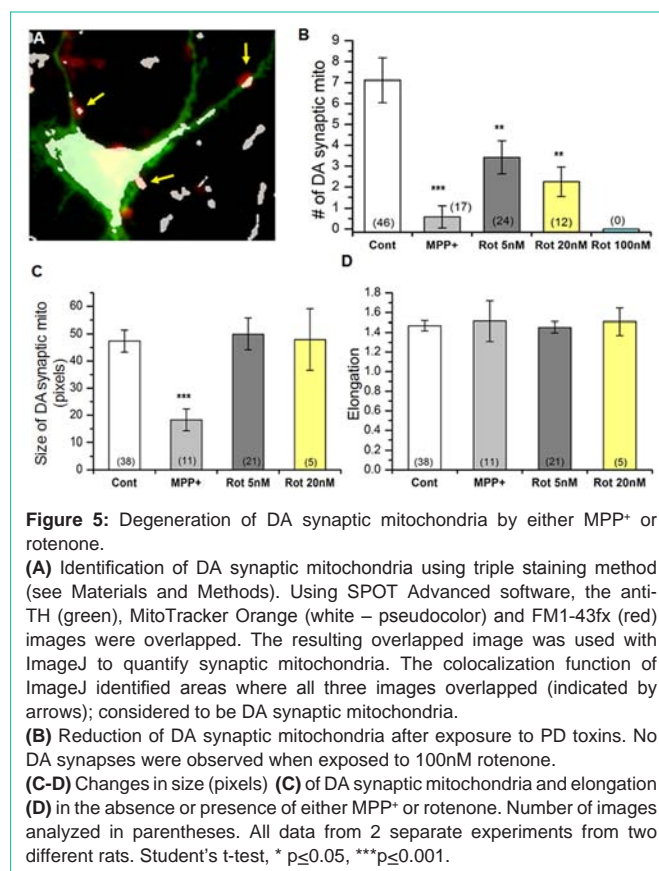 A
B
# of DA synaptic mito
9
8
7
6
5
4
3
2
1
0
***
**
**
(46)
(17)
(24)
(12)
(0)
Cont MPP+ Rot 5nM Rot 20nM Rot 100nM
C
Size of DA synaptic mito
(pixels)
60
50
40
30
20
10
0
***
(38)
(11)
(21)
(5)
Cont MPP+ Rot 5nM Rot 20nM
D
Elongation
1.8
1.6
1.4
1.2
1.0
0.8
0.6
0.4
0.2
0.0
(38)
(11)
(21)
(5)
Cont MPP+ Rot 5nM Rot 20nM
Figure 5: Degeneration of DA synaptic mitochondria by either MPP⁺ or
rotenone.
(A) Identification of DA synaptic mitochondria using triple staining method
(see Materials and Methods). Using SPOT Advanced software, the anti-
TH (green), MitoTracker Orange (white – pseudocolor) and FM1-43fx (red)
images were overlapped. The resulting overlapped image was used with
ImageJ to quantify synaptic mitochondria. The colocalization function of
ImageJ identified areas where all three images overlapped (indicated by
arrows); considered to be DA synaptic mitochondria.
(B) Reduction of DA synaptic mitochondria after exposure to PD toxins. No
DA synapses were observed when exposed to 100nM rotenone.
(C-D) Changes in size (pixels) (C) of DA synaptic mitochondria and elongation
(D) in the absence or presence of either MPP⁺ or rotenone. Number of images
analyzed in parentheses. All data from 2 separate experiments from two
different rats. Student's t-test, * p≤0.05, ***p≤0.001.